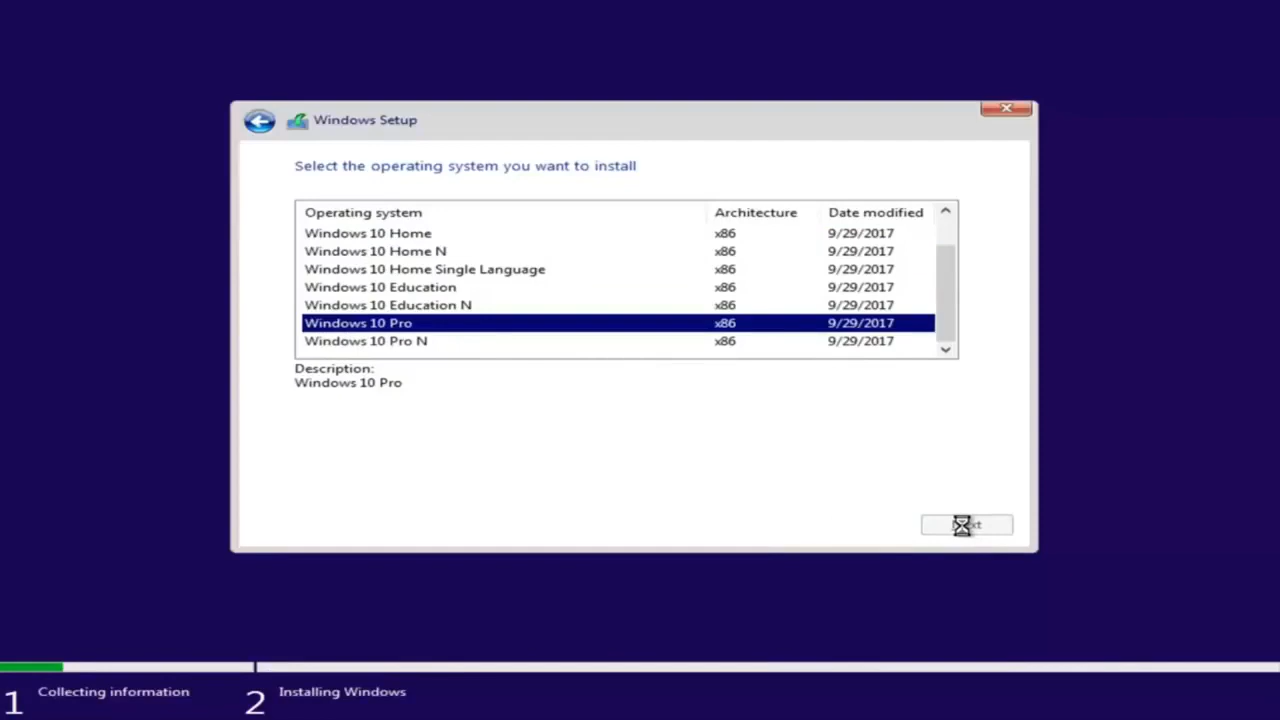 Windows Setup
Select the operating system you want to install
Operating system Architecture Date modified
Windows 10 Home x86 9/29/2017
Windows 10 Home N x86 9/29/2017
Windows 10 Home Single Language x86 9/29/2017
Windows 10 Education x86 9/29/2017
Windows 10 Education N x86 9/29/2017
Windows 10 Pro x86 9/29/2017
Windows 10 Pro N x86 9/29/2017
Description:
Windows 10 Pro
1 Collecting information 2 Installing Windows